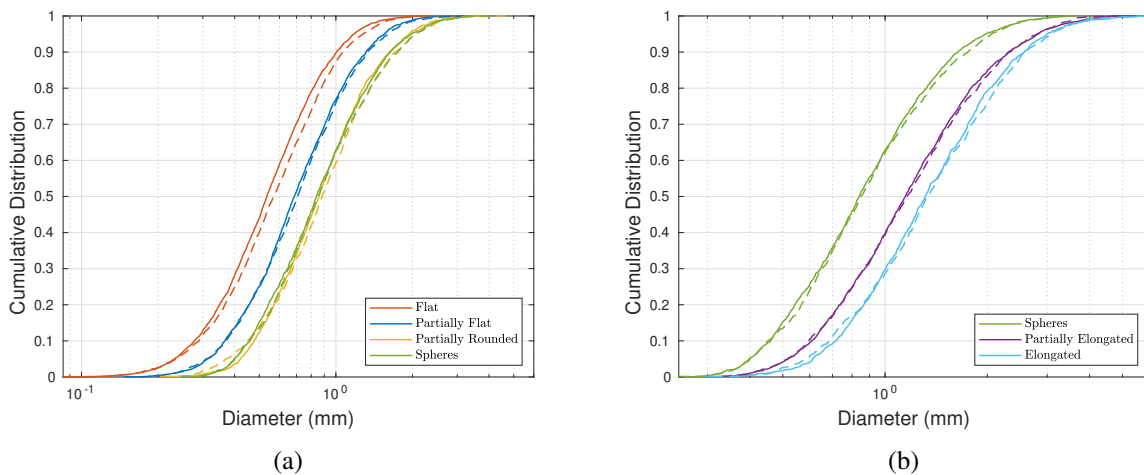 1
0.9
0.8
0.7
0.6
0.5
0.4
0.3
0.2
0.1
0
Cumulative Distribution
10^-1
10^0
Diameter (mm)
Flat
Partially Flat
Partially Rounded
Spheres
(a)
1
0.9
0.8
0.7
0.6
0.5
0.4
0.3
0.2
0.1
0
Cumulative Distribution
10^0
Diameter (mm)
Spheres
Partially Elongated
Elongated
(b)